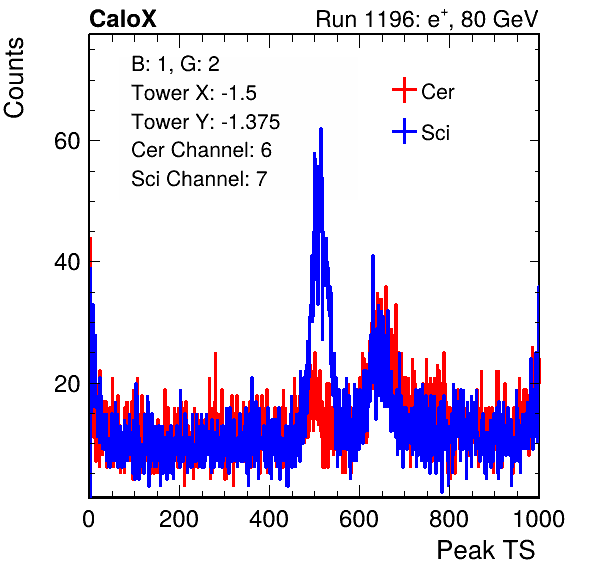 CaloX Run 1196: e⁺, 80 GeV
Counts
B: 1, G: 2
Tower X: -1.5
Tower Y: -1.375
Cer Channel: 6
Sci Channel: 7
Cer
Sci
60
40
20
0 200 400 600 800 1000
Peak TS